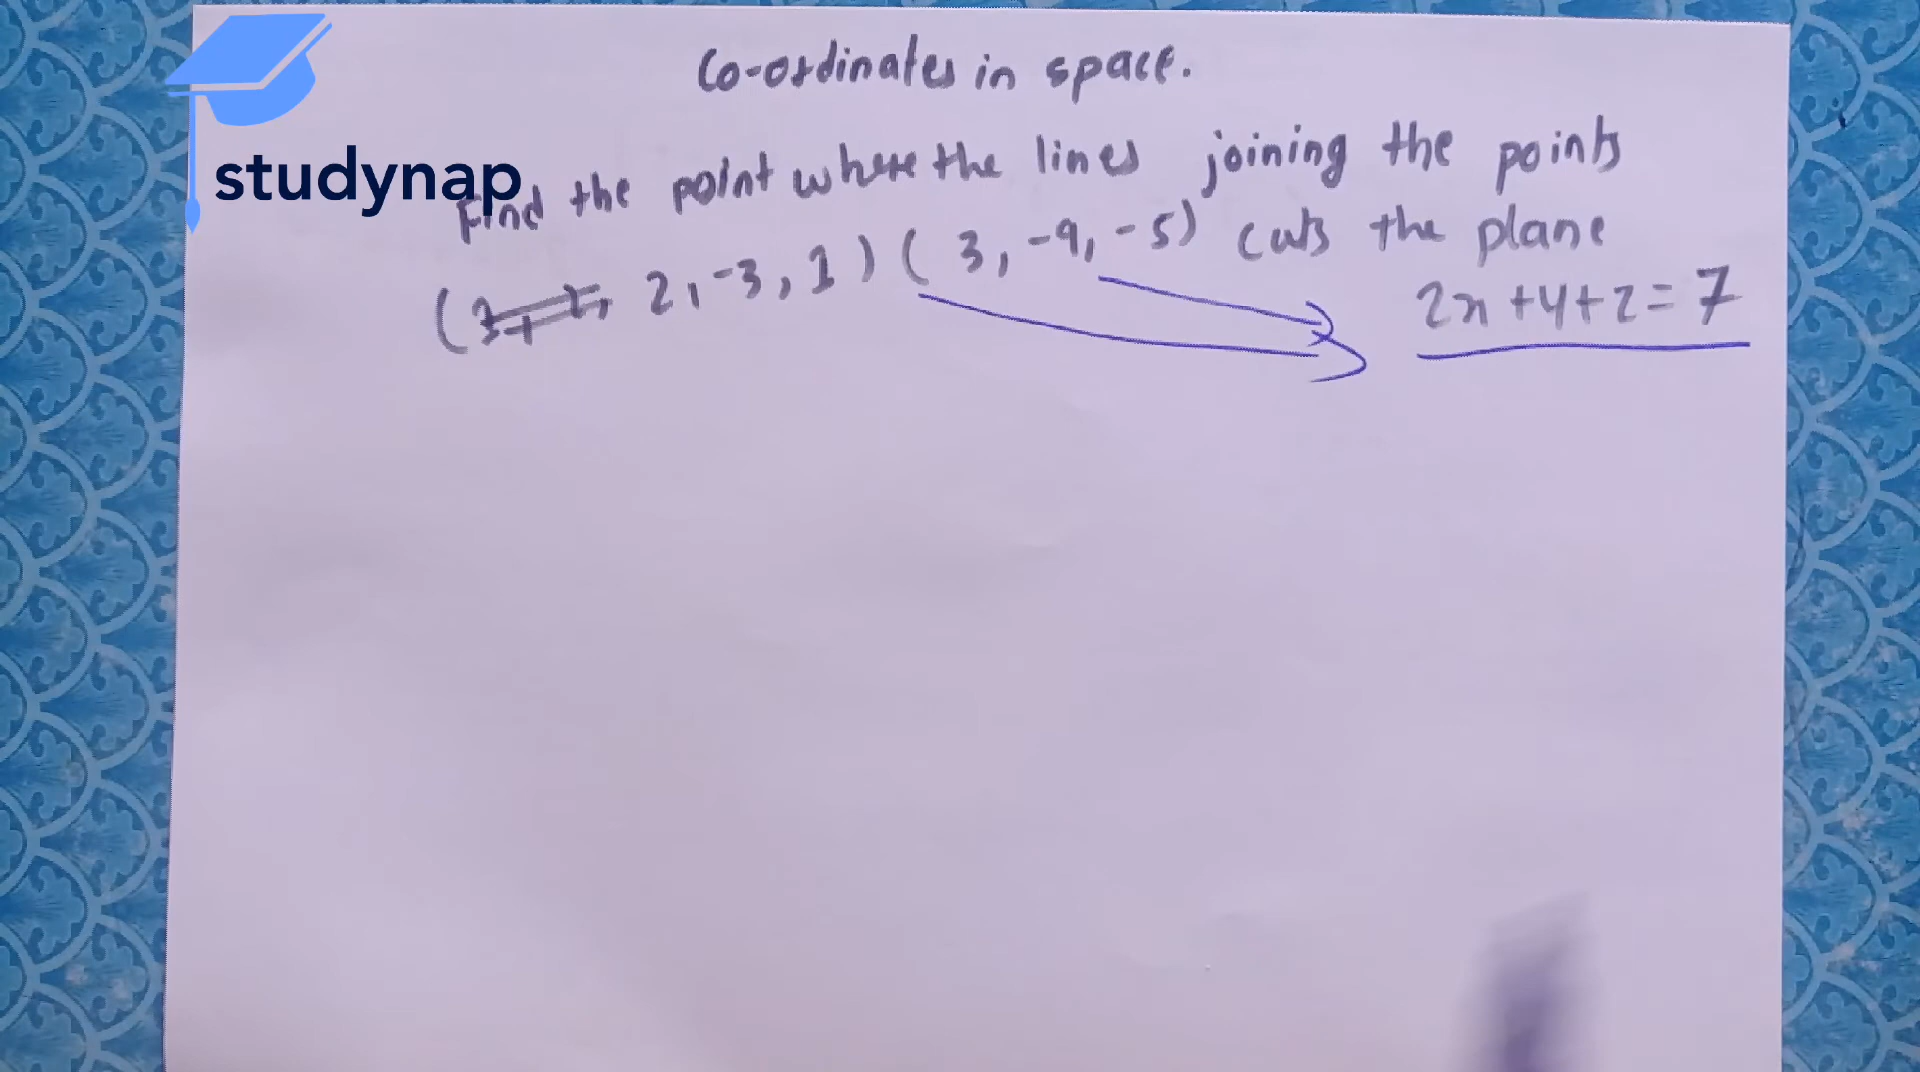 Co-ordinates in space.
studynap
Find the point where the lines joining the points
( 2, -3, 1 ) ( 3, -9, -5) cuts the plane
2x + y + z = 7